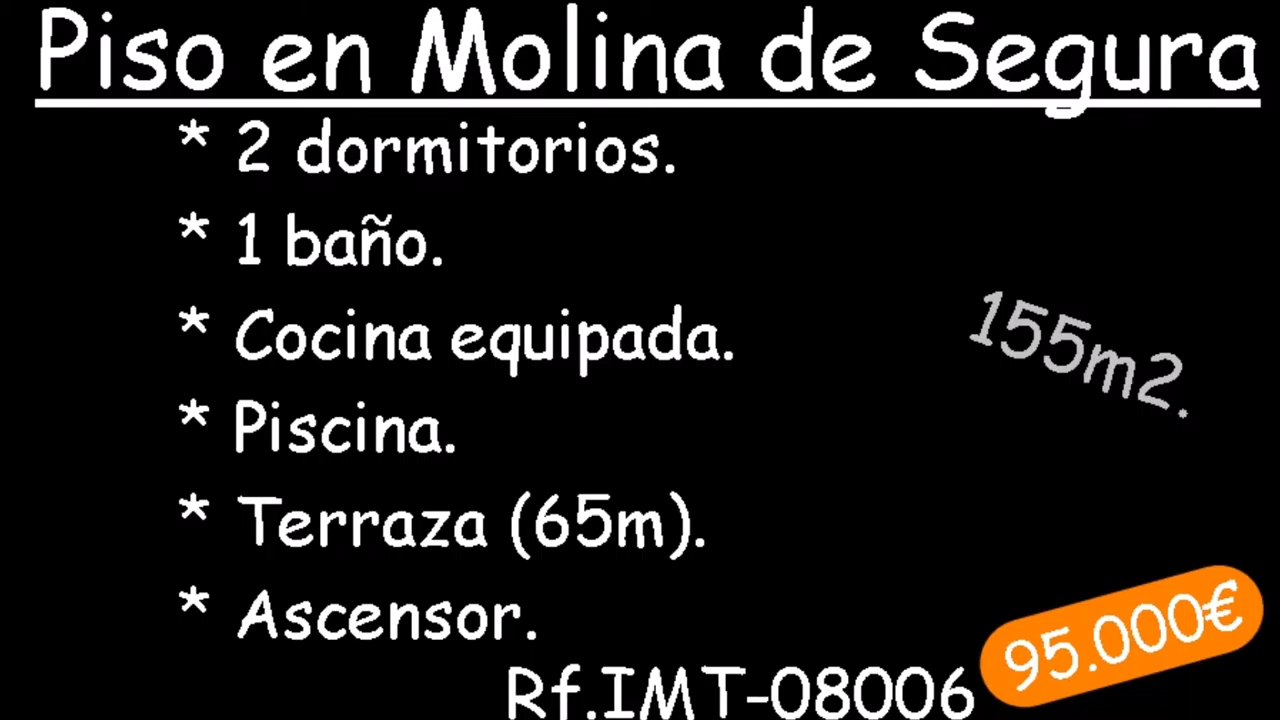 Piso en Molina de Segura
* 2 dormitorios.
* 1 baño.
* Cocina equipada.
155m2.
* Piscina.
* Terraza (65m).
* Ascensor.
95.000€
Rf.IMT-08006